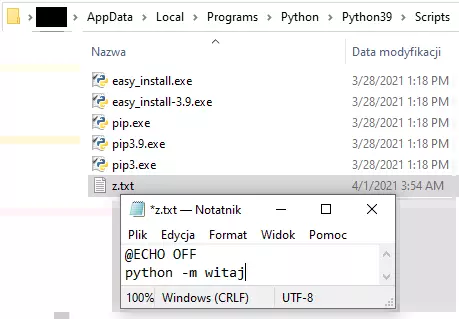 AppData > Local > Programs > Python > Python39 > Scripts
Nazwa Data modyfikacji
easy_install.exe 3/28/2021 1:18 PM
easy_install-3.9.exe 3/28/2021 1:18 PM
pip.exe 3/28/2021 1:18 PM
pip3.9.exe 3/28/2021 1:18 PM
pip3.exe 3/28/2021 1:18 PM
z.txt 4/1/2021 3:54 AM
*z.txt — Notatnik
Plik Edycja Format Widok Pomoc
@ECHO OFF
python -m witaj
100% Windows (CRLF) UTF-8